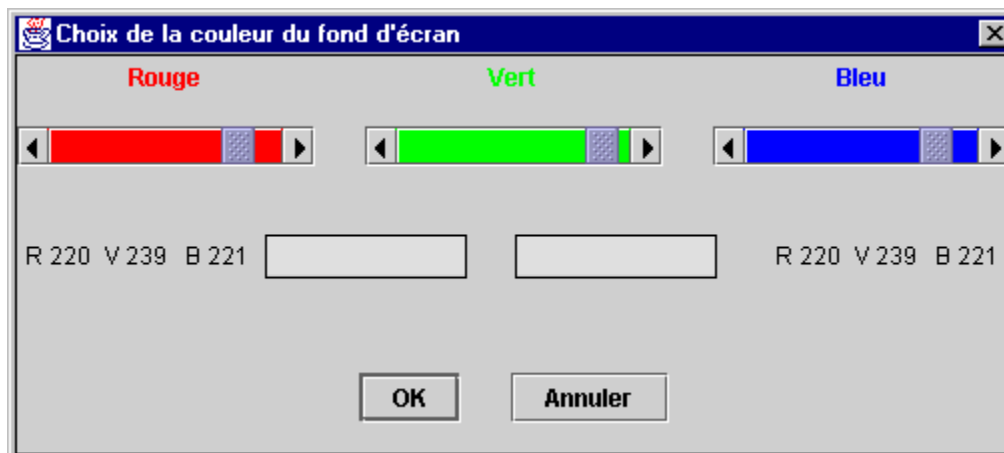 Choix de la couleur du fond d'écran
Rouge Vert Bleu
R 220 V 239 B 221 R 220 V 239 B 221
OK Annuler